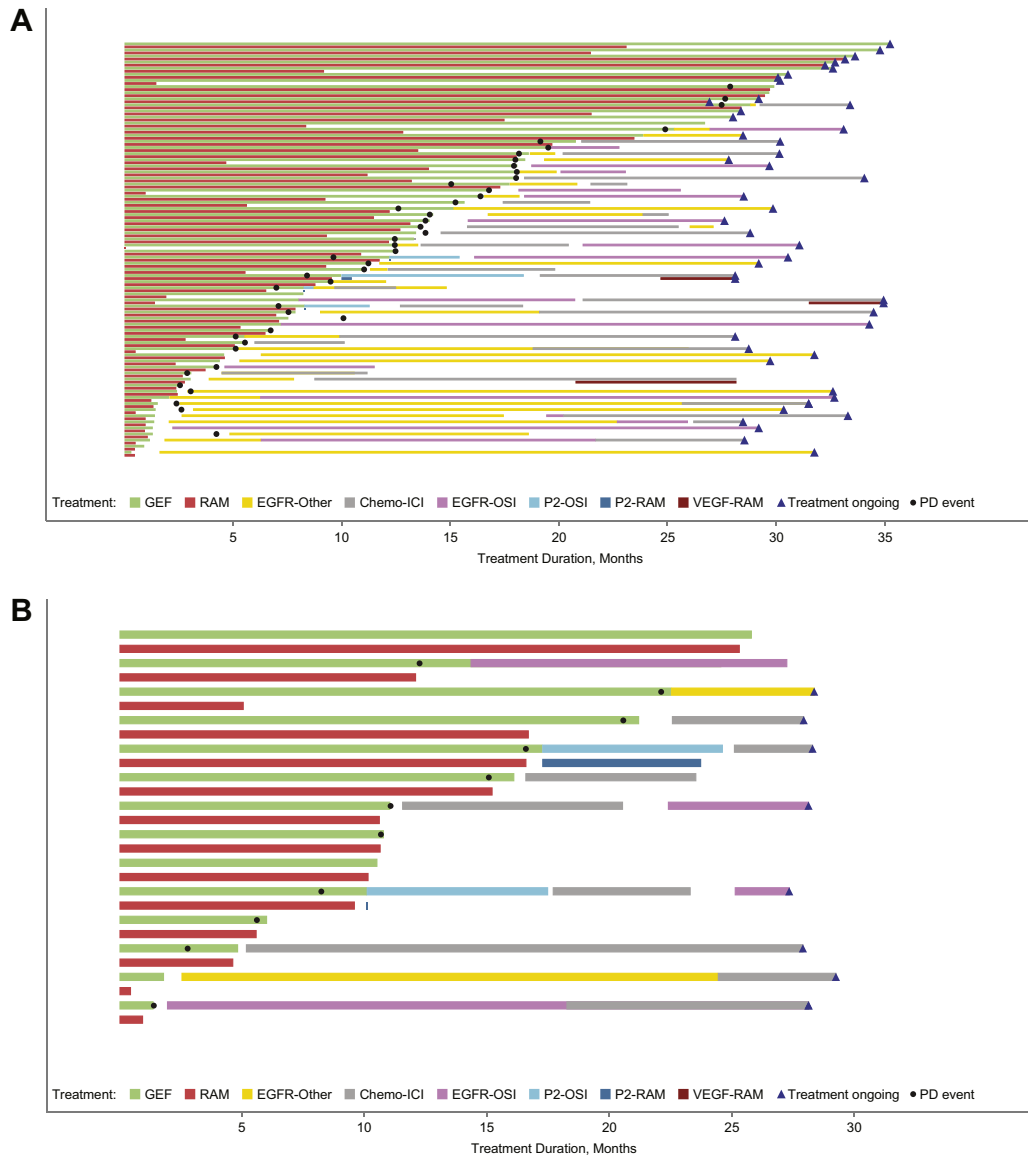 A
Treatment: GEF RAM EGFR-Other Chemo-ICI EGFR-OSI P2-OSI P2-RAM VEGF-RAM Treatment ongoing PD event
5 10 15 20 25 30 35
Treatment Duration, Months
B
Treatment: GEF RAM EGFR-Other Chemo-ICI EGFR-OSI P2-OSI P2-RAM VEGF-RAM Treatment ongoing PD event
5 10 15 20 25 30
Treatment Duration, Months